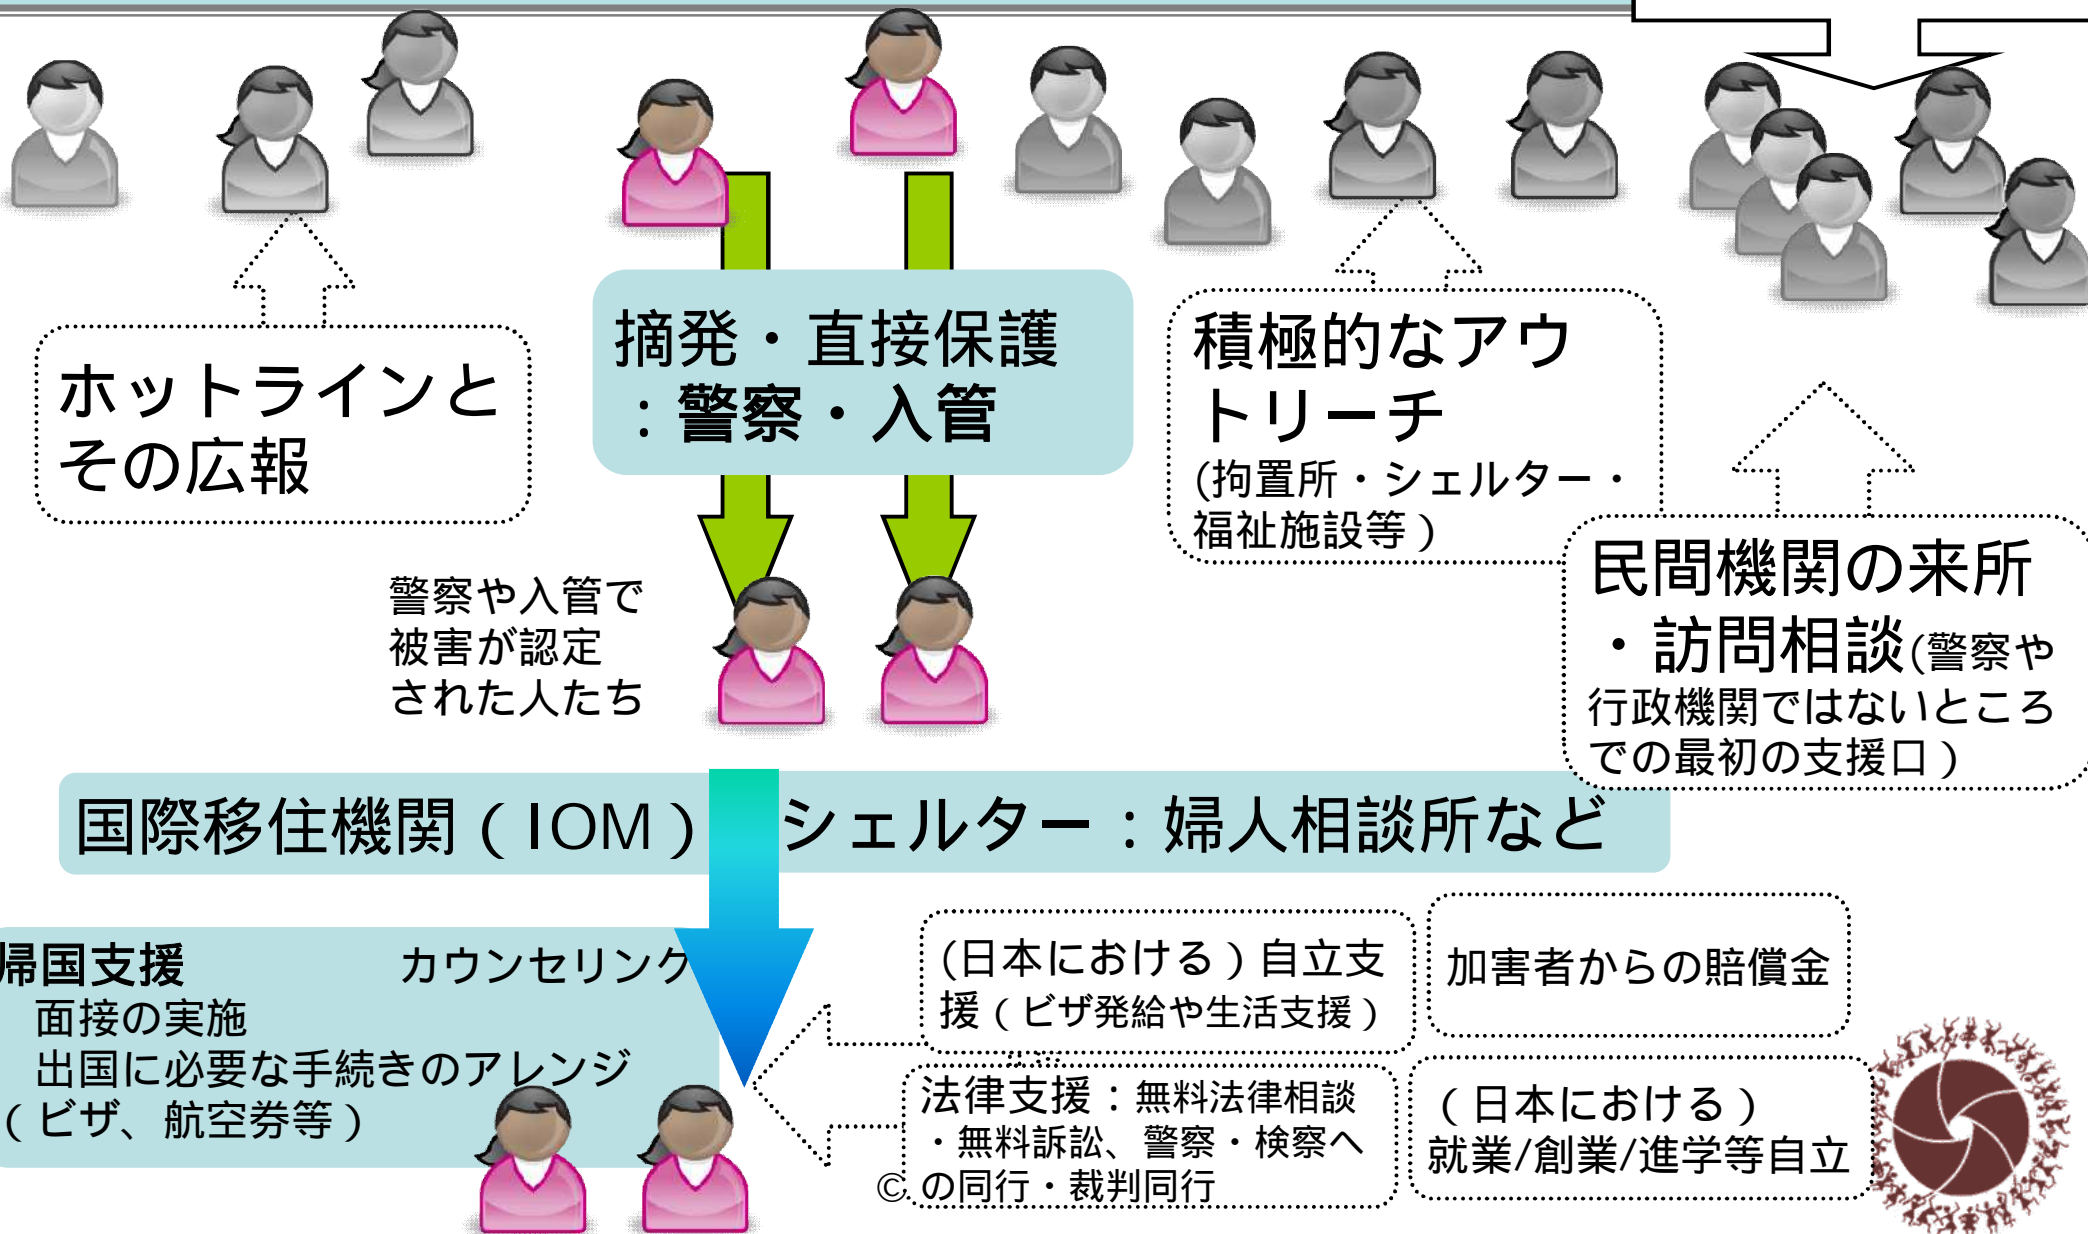 ホットラインと
その広報
摘発・直接保護
：警察・入管
積極的なアウ
トリーチ
(拘置所・シェルター・
福祉施設等）
民間機関の来所
・訪問相談(警察や
行政機関ではないところ
での最初の支援口）
警察や入管で
被害が認定
された人たち
国際移住機関（IOM）
シェルター：婦人相談所など
帰国支援 カウンセリング
面接の実施
出国に必要な手続きのアレンジ
（ビザ、航空券等）
(日本における）自立支
援（ビザ発給や生活支援）
加害者からの賠償金
法律支援：無料法律相談
・無料訴訟、警察・検察へ
の同行・裁判同行
（日本における）
就業/創業/進学等自立
©